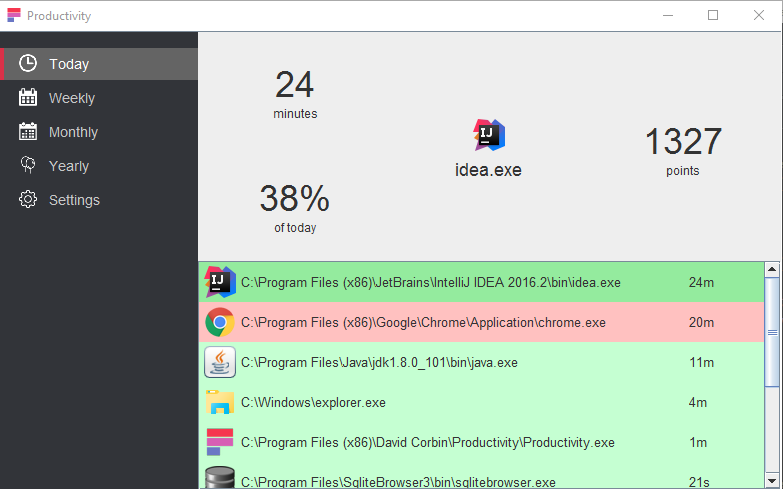 Productivity
Today
Weekly
Monthly
Yearly
Settings
24
minutes
38%
of today
IJ
idea.exe
1327
points
IJ
C:\Program Files (x86)\JetBrains\IntelliJ IDEA 2016.2\bin\idea.exe 24m
C:\Program Files (x86)\Google\Chrome\Application\chrome.exe 20m
C:\Program Files\Java\jdk1.8.0_101\bin\java.exe 11m
C:\Windows\explorer.exe 4m
C:\Program Files (x86)\David Corbin\Productivity\Productivity.exe 1m
C:\Program Files\SqliteBrowser3\bin\sqlitebrowser.exe 21s